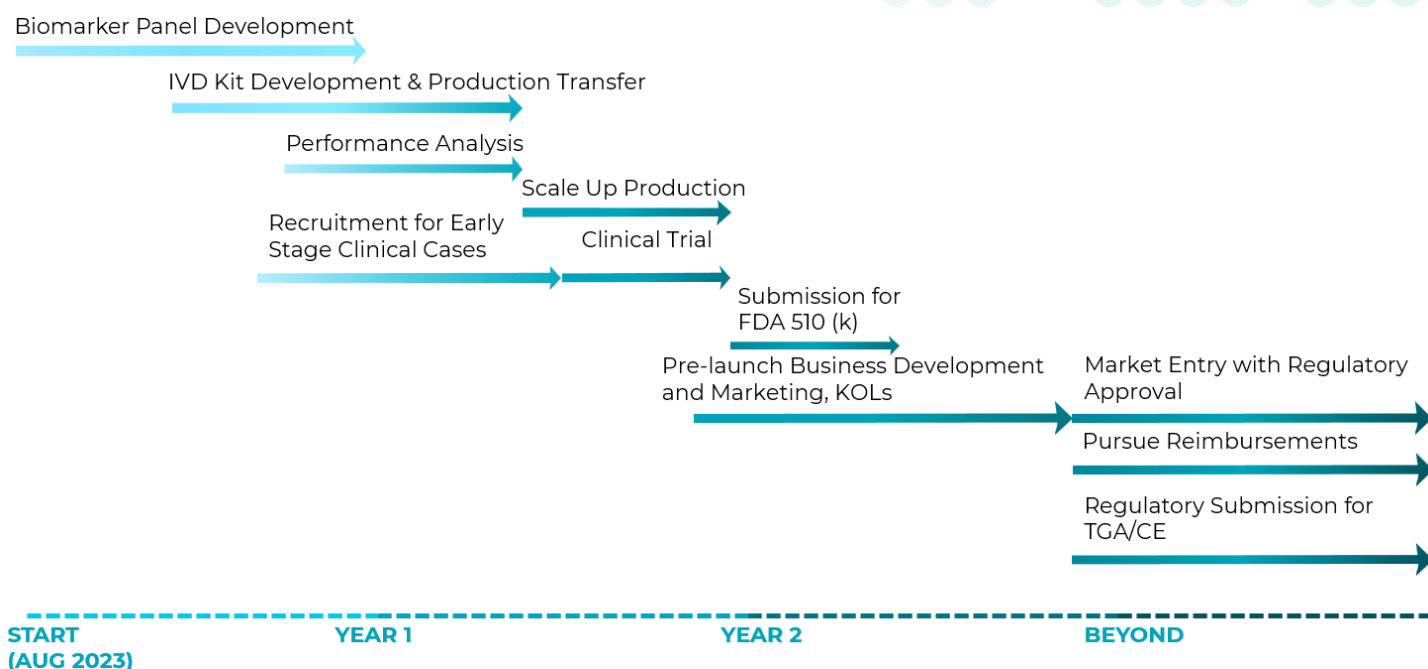 Biomarker Panel Development
IVD Kit Development & Production Transfer
Performance Analysis
Scale Up Production
Recruitment for Early
Stage Clinical Cases
Clinical Trial
Submission for
FDA 510 (k)
Pre-launch Business Development
and Marketing, KOLs
Market Entry with Regulatory
Approval
Pursue Reimbursements
Regulatory Submission for
TGA/CE
START
(AUG 2023)
YEAR 1
YEAR 2
BEYOND